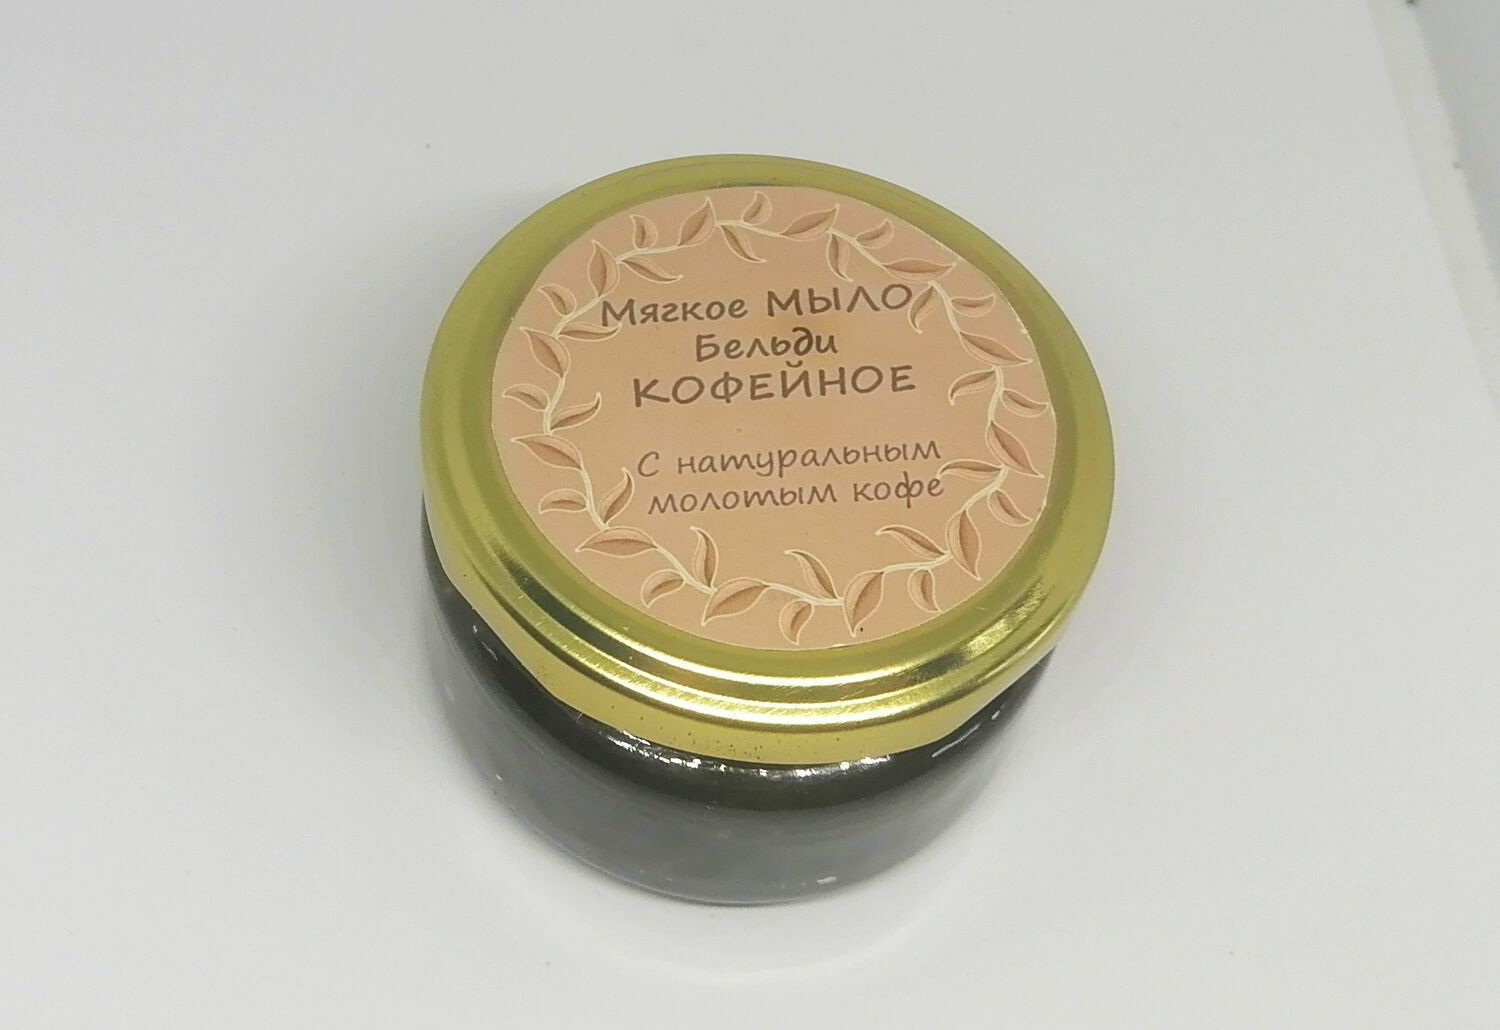 Мягкое МЫЛО
Бельди
КОФЕЙНОЕ
С натуральным
молотым кофе